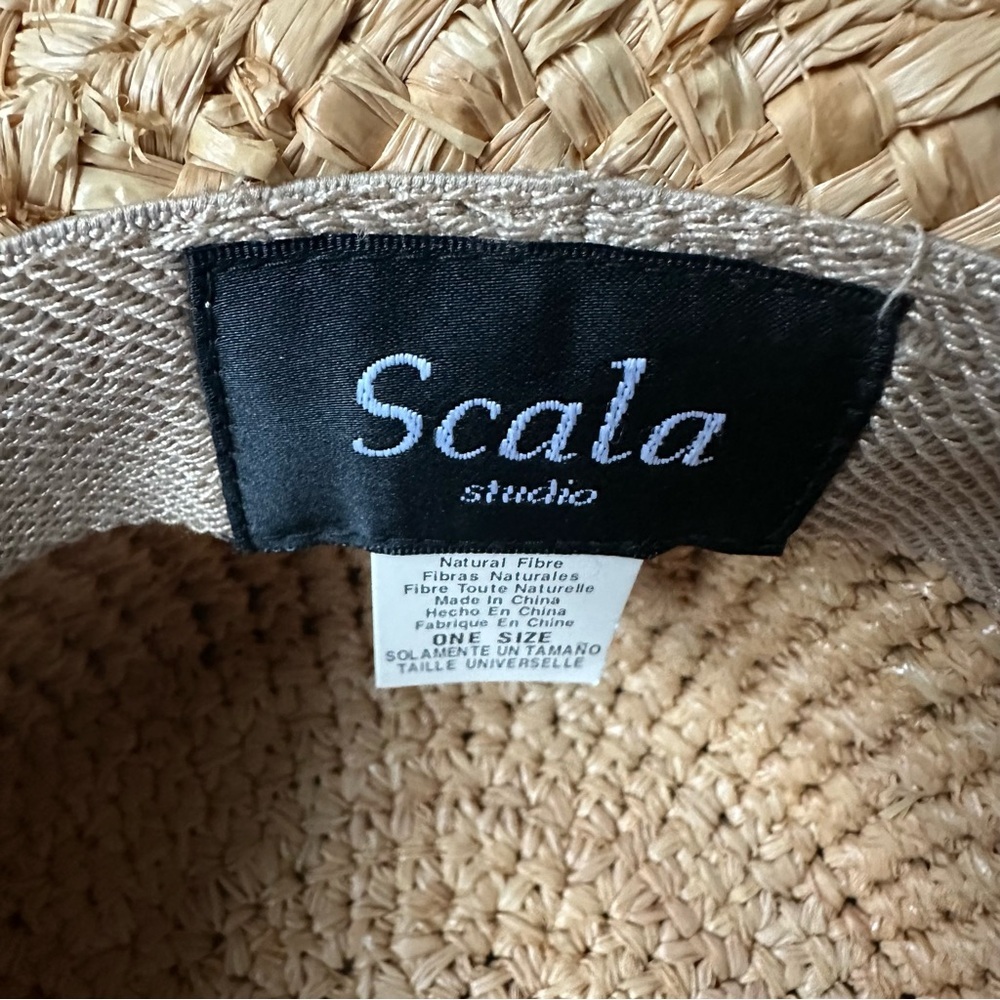 Scala
studio
Natural Fibre
Fibras Naturales
Fibre Toute Naturelle
Made In China
Hecho En China
Fabrique En Chine
ONE SIZE
SOLAMENTE UN TAMAÑO
TAILLE UNIVERSELLE